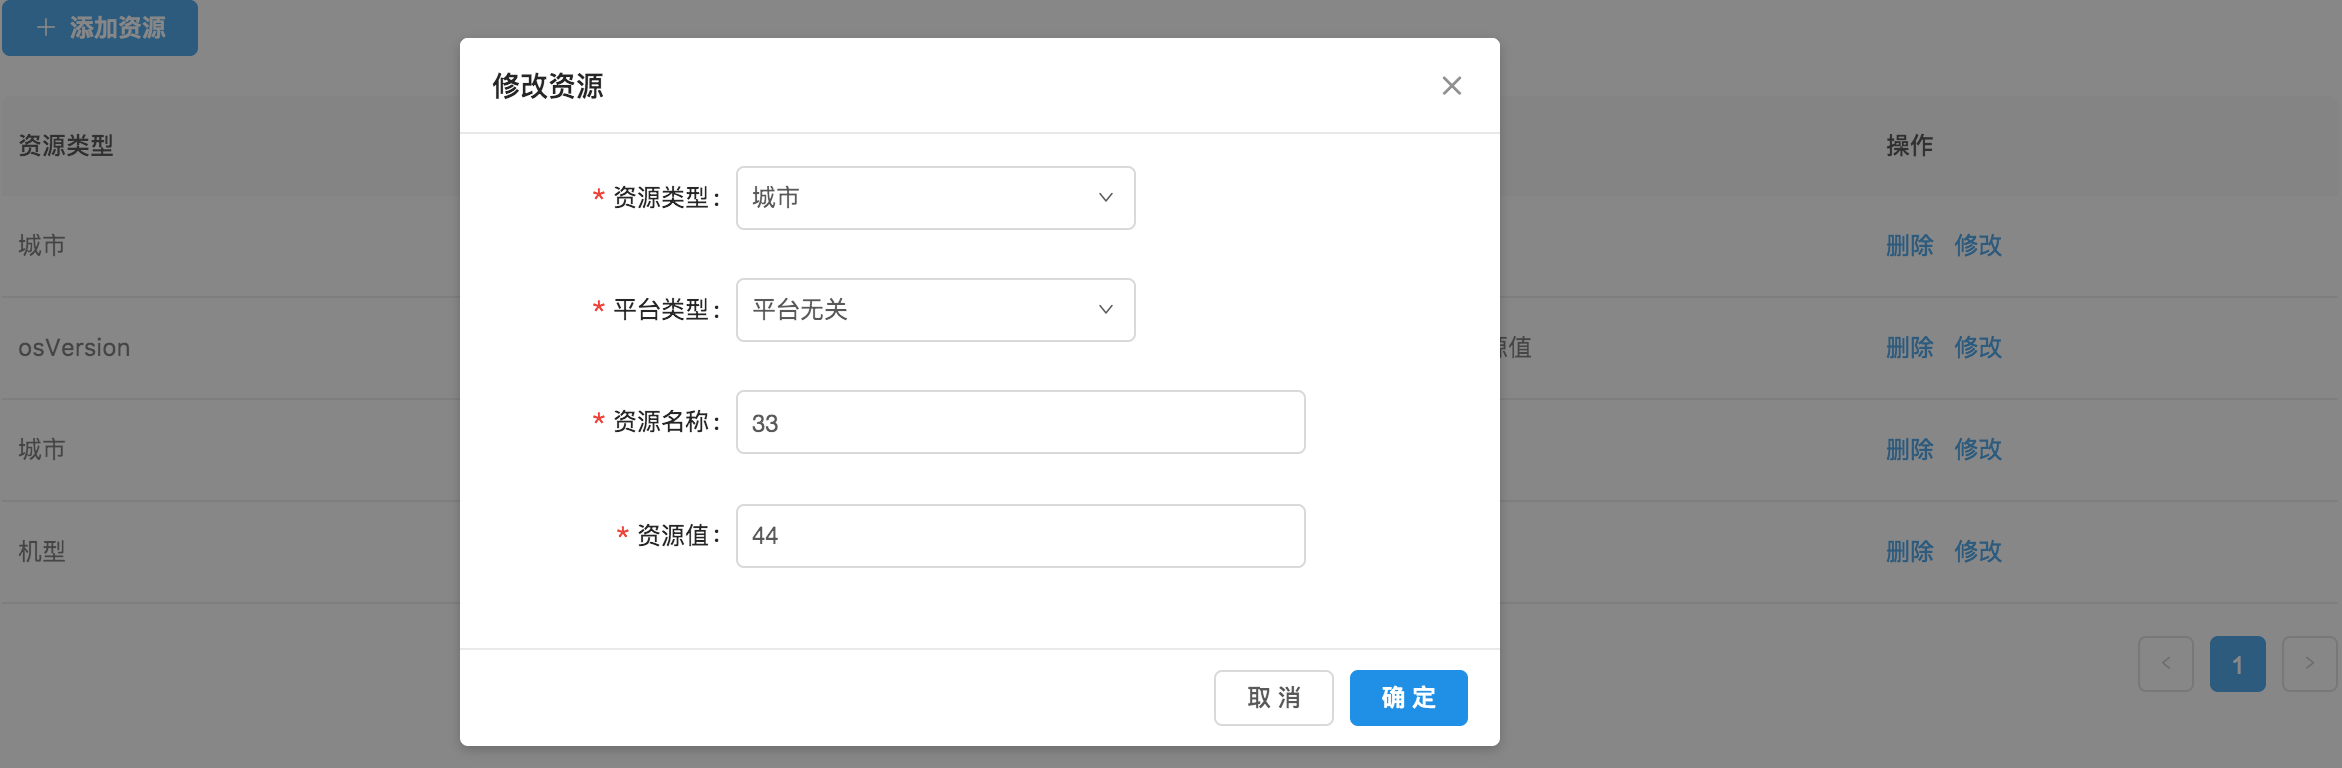 添加资源
资源类型
操作
城市
删除 修改
osVersion
源值
删除 修改
城市
删除 修改
机型
删除 修改
1
修改资源
* 资源类型: 城市
* 平台类型: 平台无关
* 资源名称: 33
* 资源值: 44
取 消
确 定